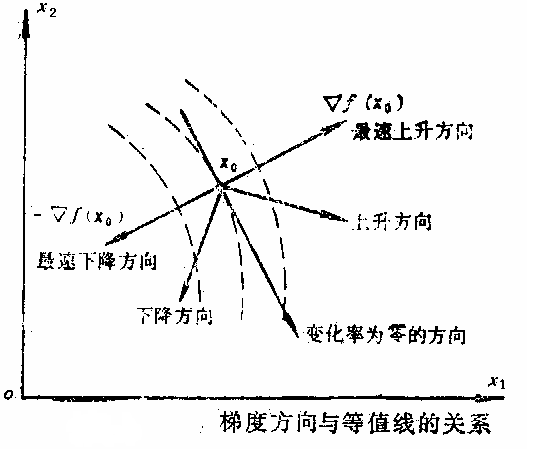 x₂
∇f(x₀)
最速上升方向
x₀
-∇f(x₀)
上升方向
最速下降方向
下降方向
变化率为零的方向
x₁
o
梯度方向与等值线的关系